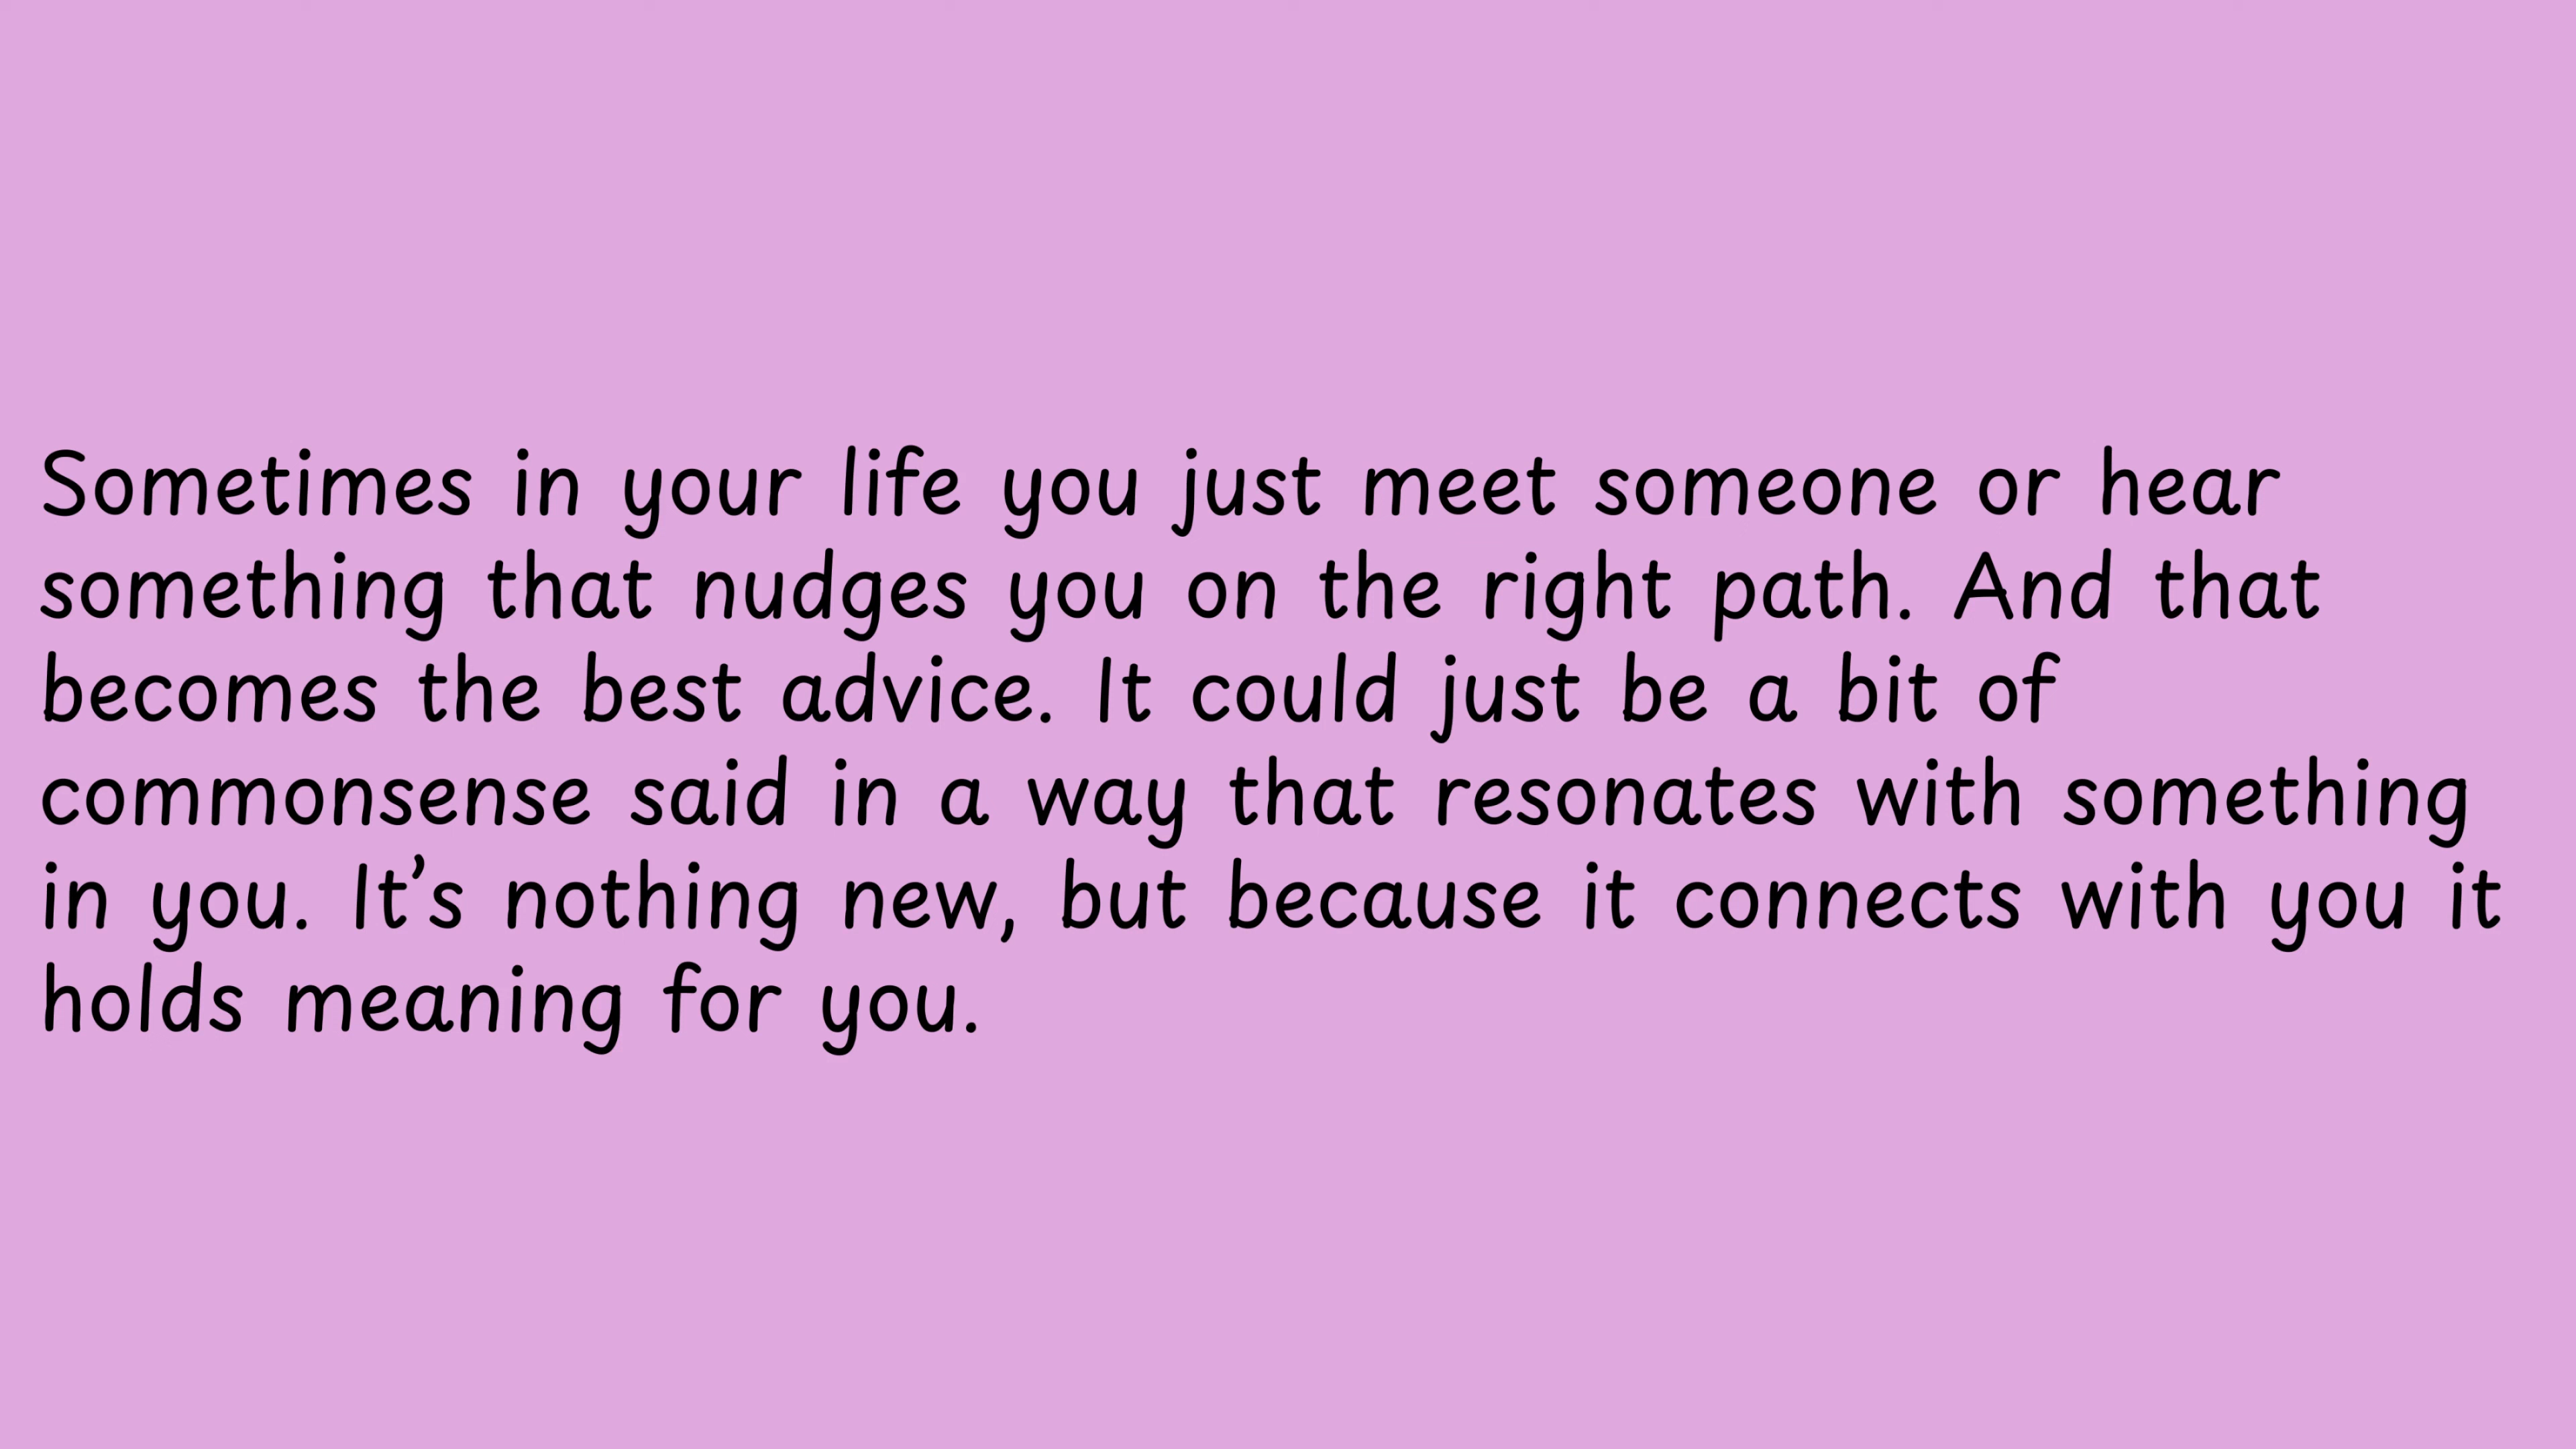 Sometimes in your life you just meet someone or hear
something that nudges you on the right path. And that
becomes the best advice. It could just be a bit of
commonsense said in a way that resonates with something
in you. It’s nothing new, but because it connects with you it
holds meaning for you.